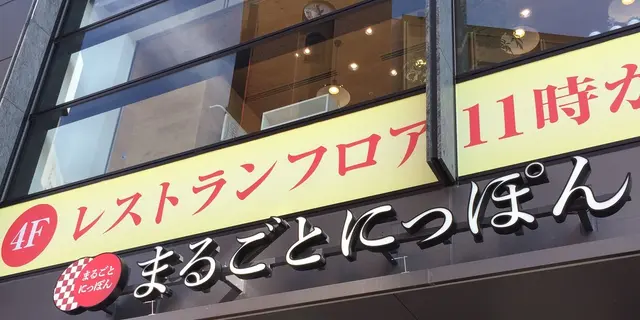 4F レストランフロア 11時か
まるごと
にっぽん
まるごとにっぽん